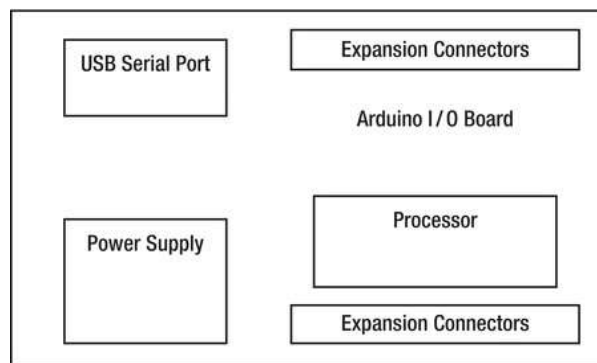 USB Serial Port
Expansion Connectors
Arduino I/O Board
Power Supply
Processor
Expansion Connectors